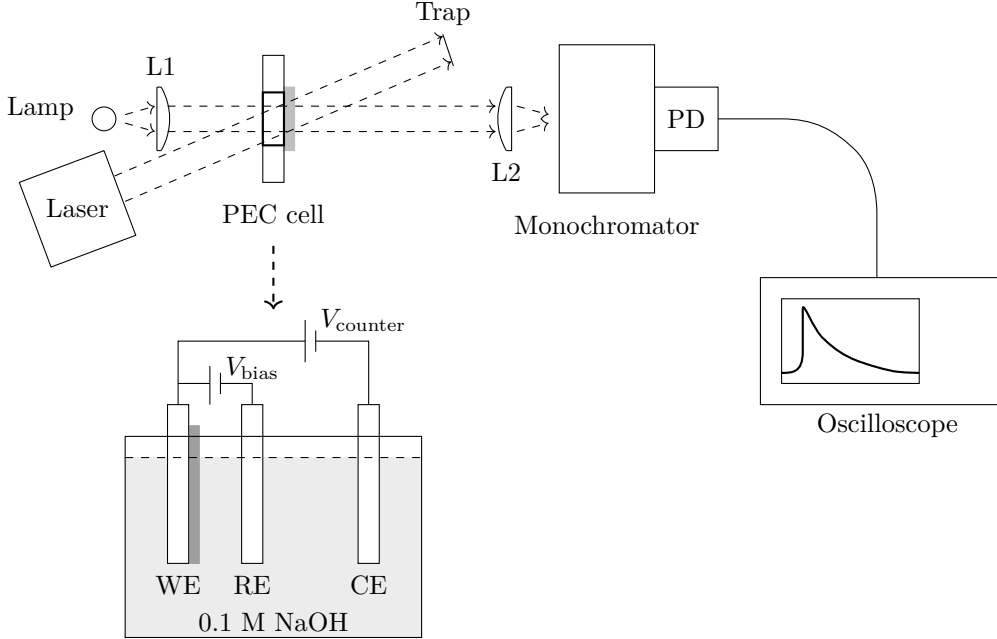 Trap
L1
Lamp
PD
L2
Laser
PEC cell
Monochromator
V_counter
V_bias
Oscilloscope
WE
RE
CE
0.1 M NaOH